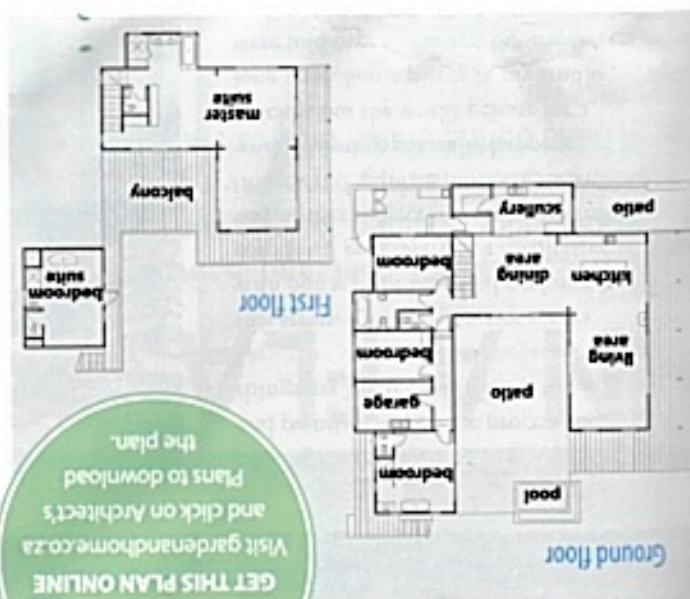 Ground floor
pool
bedroom
patio
garage
living
area
bedroom
kitchen
dining
area
bedroom
patio
scullery
GET THIS PLAN ONLINE
Visit gardenandhome.co.za
and click on Architect's
Plans to download
the plan.
First floor
bedroom
suite
balcony
master
suite